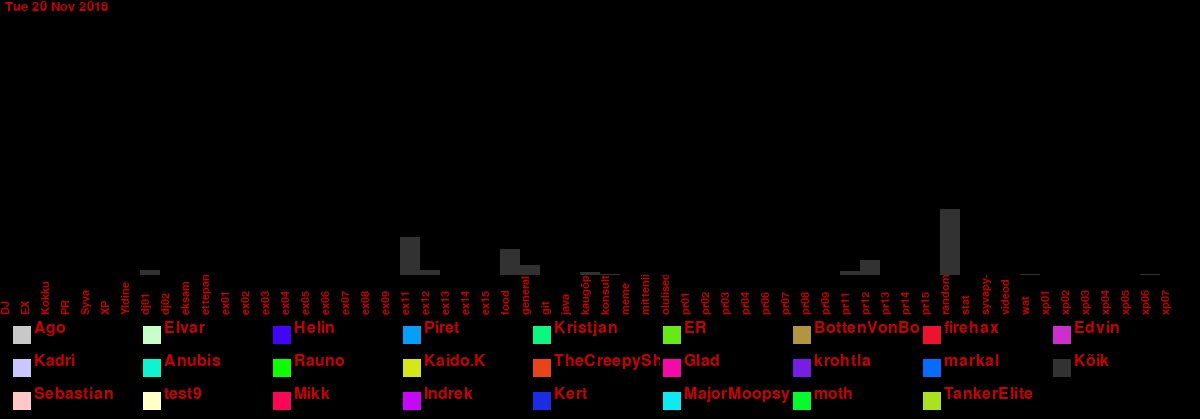 Tue 20 Nov 2018
DJ
EX
Kokku
PR
Syva
XP
Yldine
dj01
dj02
eksam
ettepan
ex01
ex02
ex03
ex04
ex05
ex06
ex07
ex08
ex09
ex11
ex12
ex13
ex14
ex15
food
general
git
java
kaugõp
konsult
meme
mittenii
olulised
pr01
pr02
pr03
pr04
pr06
pr07
pr08
pr09
pr11
pr12
pr13
pr14
pr15
random
stat
syvapy-
videod
wat
xp01
xp02
xp03
xp04
xp05
xp06
xp07
Ago Elvar Helin Piret Kristjan ER BottenVonBo firehax Edvin
Kadri Anubis Rauno Kaido.K TheCreepySh Glad krohtla markal Kõik
Sebastian test9 Mikk Indrek Kert MajorMoopsy moth TankerElite